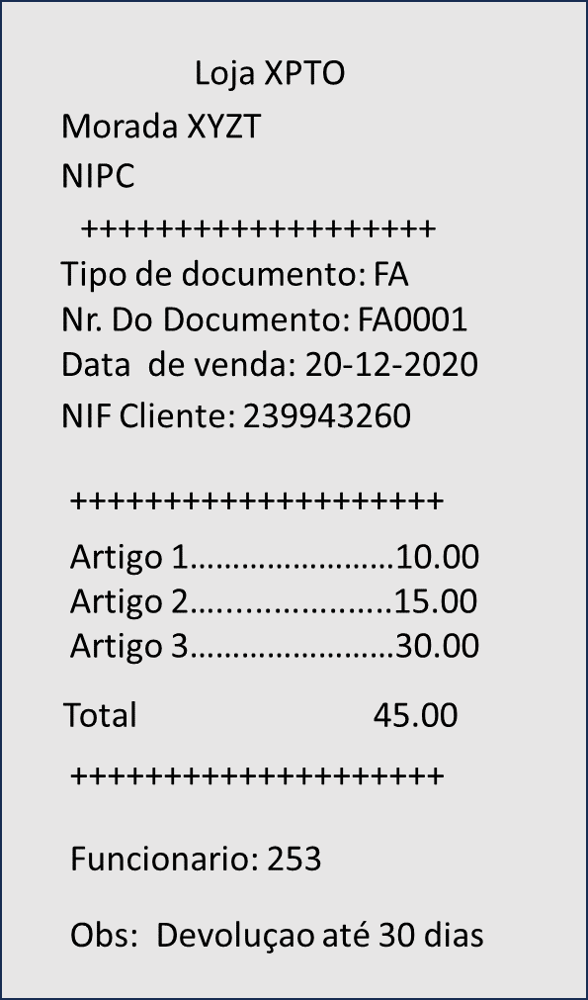 Loja XPTO
Morada XYZT
NIPC
+++++++++++++++++++
Tipo de documento: FA
Nr. Do Documento: FA0001
Data  de venda: 20-12-2020
NIF Cliente: 239943260
++++++++++++++++++++
Artigo 1........................10.00
Artigo 2........................15.00
Artigo 3........................30.00
Total 45.00
++++++++++++++++++++
Funcionario: 253
Obs:  Devoluçao até 30 dias